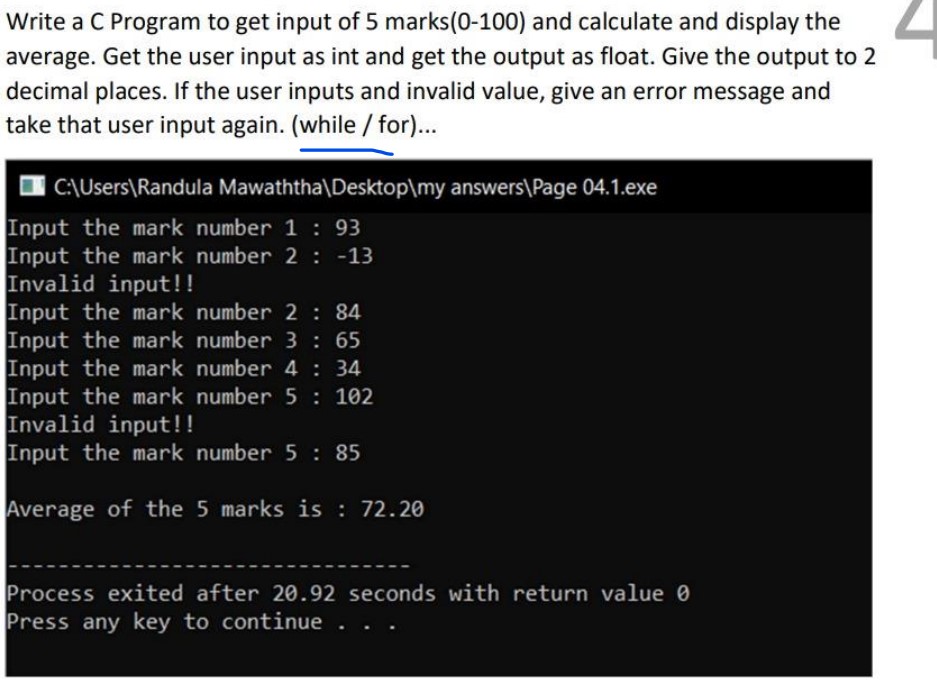 Write a C Program to get input of 5 marks(0-100) and calculate and display the
average. Get the user input as int and get the output as float. Give the output to 2
decimal places. If the user inputs and invalid value, give an error message and
take that user input again. (while / for)...
4
C:\Users\Randula Mawaththa\Desktop\my answers\Page 04.1.exe
Input the mark number 1 : 93
Input the mark number 2 : -13
Invalid input!!
Input the mark number 2 : 84
Input the mark number 3 : 65
Input the mark number 4 : 34
Input the mark number 5 : 102
Invalid input!!
Input the mark number 5 : 85
Average of the 5 marks is : 72.20
--------------------------------
Process exited after 20.92 seconds with return value 0
Press any key to continue . . .